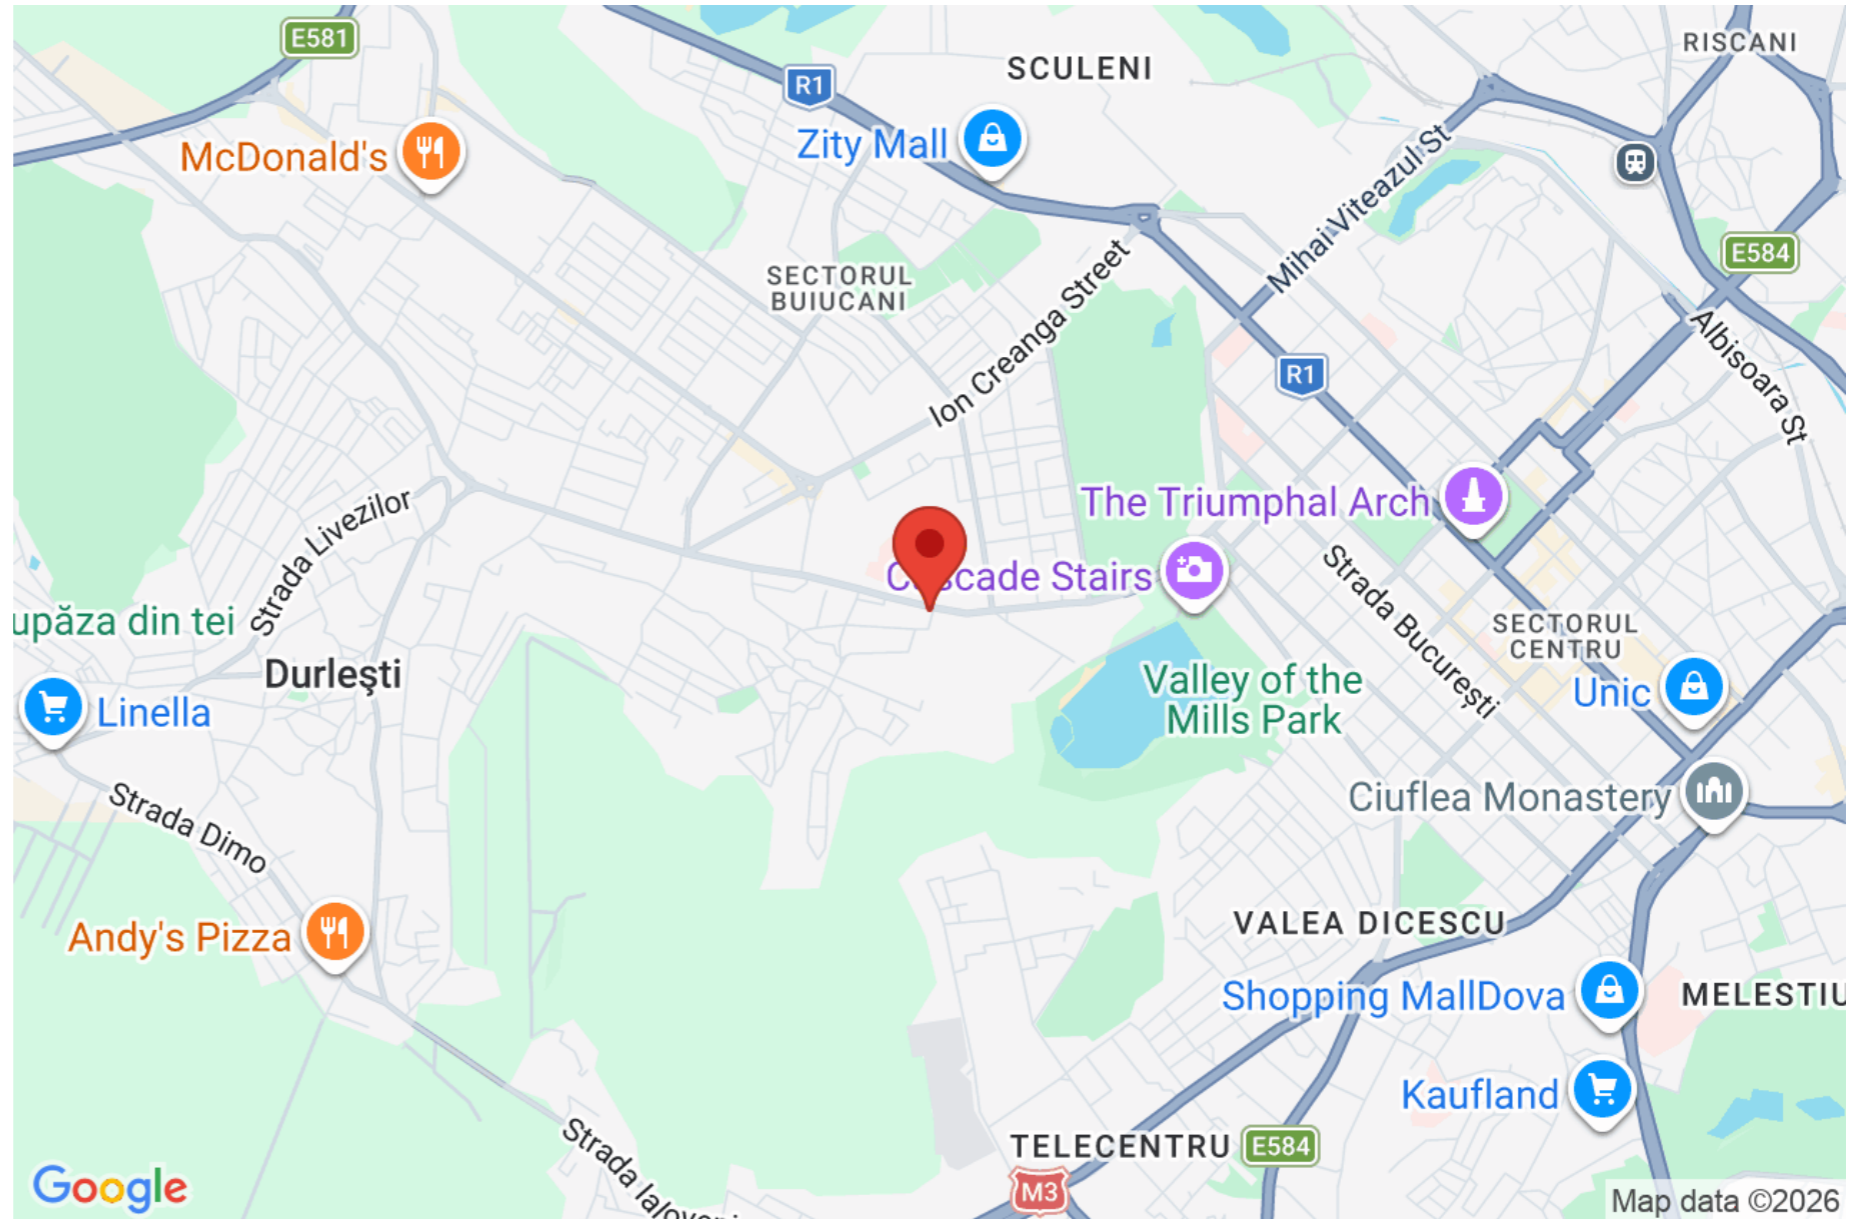 E581
SCULENI
RISCANI
R1
Zity Mall
McDonald's
Mihai Viteazul St
E584
SECTORUL
BUIUCANI
Ion Creanga Street
Albisoara St
R1
The Triumphal Arch
Strada Livezilor
Cascade Stairs
Strada București
upăza din tei
SECTORUL
CENTRU
Durleşti
Valley of the
Mills Park
Unic
Linella
Ciuflea Monastery
Strada Dimo
VALEA DICESCU
Andy's Pizza
Shopping MallDova
MELESTIU
Kaufland
TELECENTRU
E584
Strada Ialoveni
M3
Google
Map data ©2026